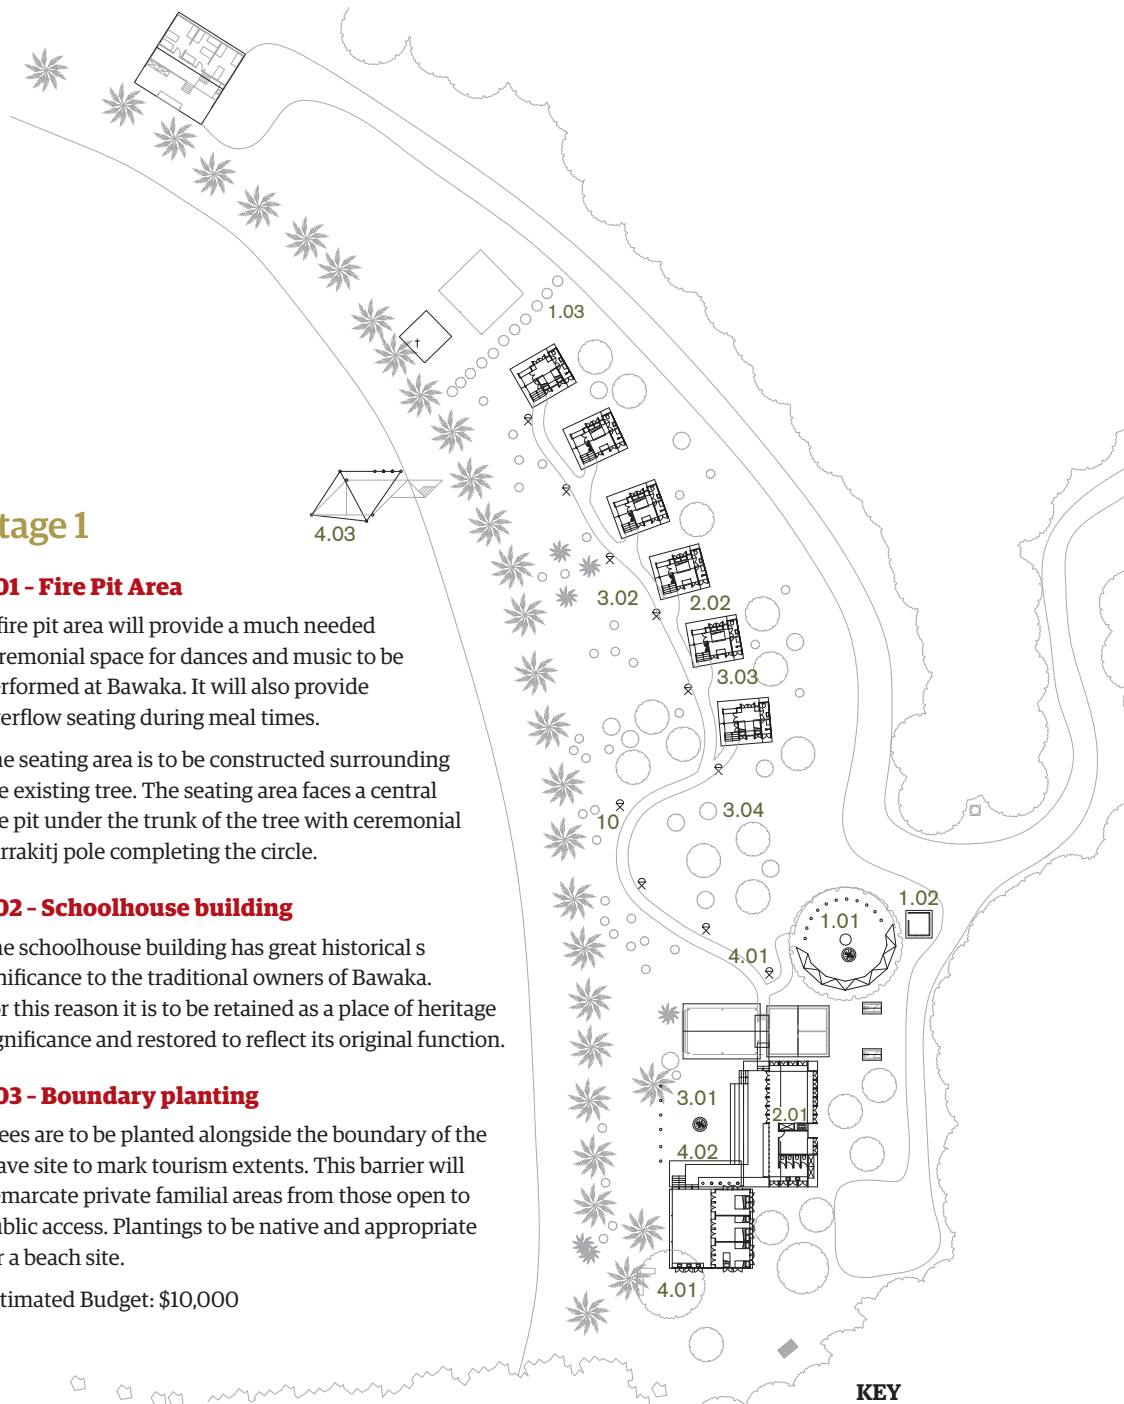 tage 1
01 – Fire Pit Area
fire pit area will provide a much needed
remonial space for dances and music to be
erformed at Bawaka. It will also provide
verflow seating during meal times.
he seating area is to be constructed surrounding
e existing tree. The seating area faces a central
e pit under the trunk of the tree with ceremonial
arrakitj pole completing the circle.
02 – Schoolhouse building
he schoolhouse building has great historical s
nificance to the traditional owners of Bawaka.
or this reason it is to be retained as a place of heritage
gnificance and restored to reflect its original function.
03 – Boundary planting
ees are to be planted alongside the boundary of the
ave site to mark tourism extents. This barrier will
emarcate private familial areas from those open to
ublic access. Plantings to be native and appropriate
r a beach site.
timated Budget: $10,000
1.03
4.03
3.02
2.02
3.03
3.04
10
1.02
1.01
4.01
3.01
2.01
4.02
4.01
KEY